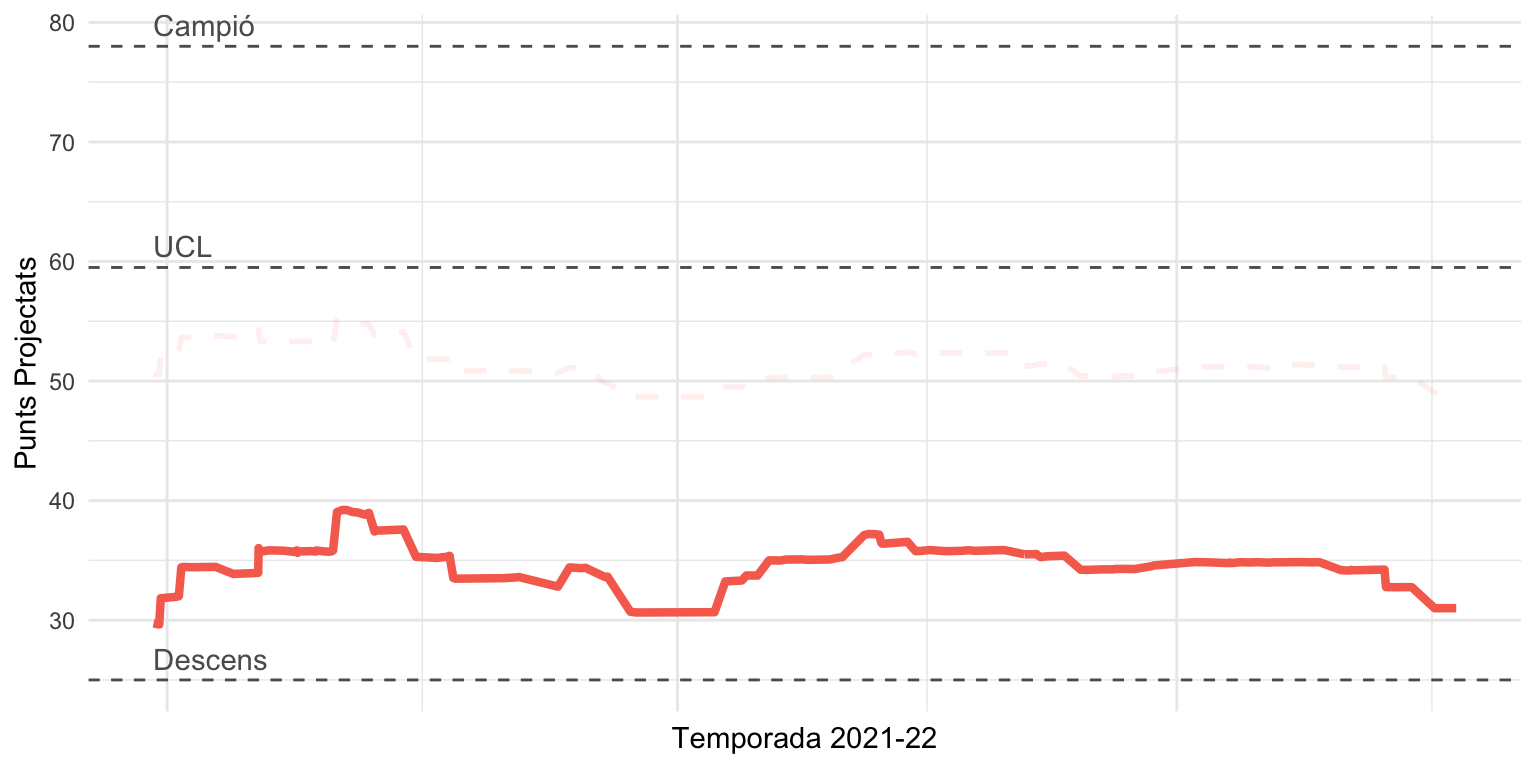 80
Campió
70
UCL
60
50
40
30
Descens
Punts Projectats
Temporada 2021-22